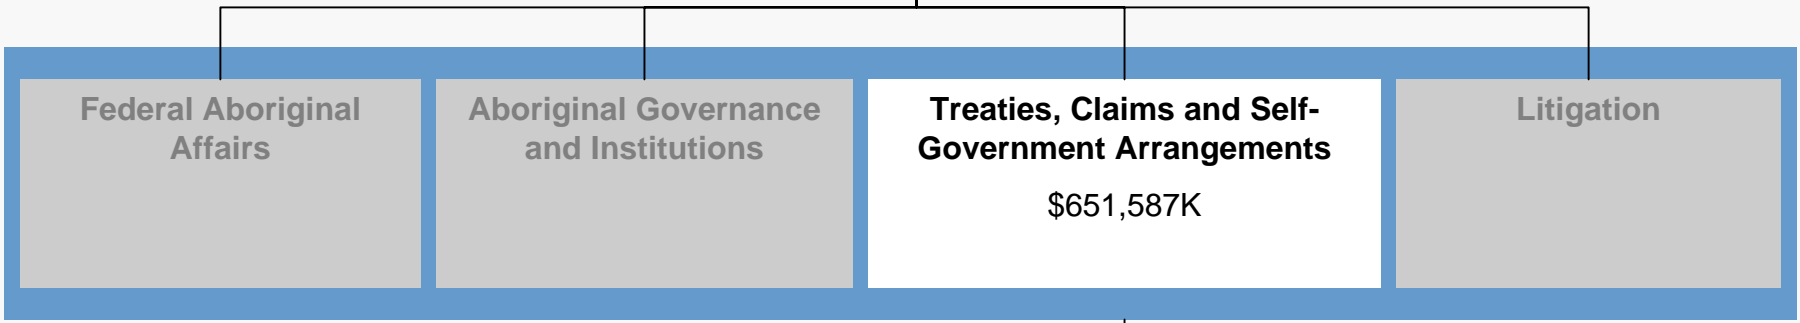 Federal Aboriginal
Affairs
Aboriginal Governance
and Institutions
Treaties, Claims and Self-
Government Arrangements
$651,587K
Litigation